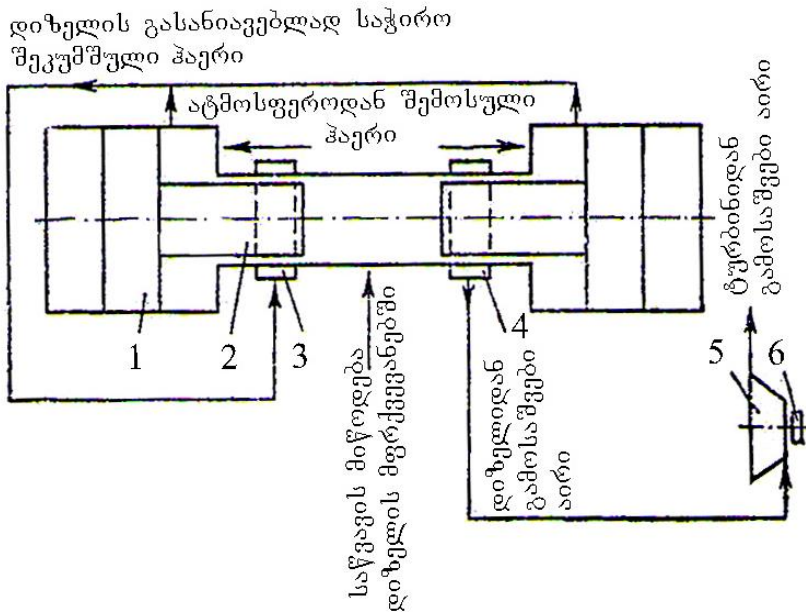 დიზელის გასანიავებლად საჭირო
შეკუმშული ჰაერი
ატმოსფეროდან შემოსული
ჰაერი
ტურბინიდან
გამოსაშვები აირი
1
2
3
4
5
6
საწვავის მიწოდება
დიზელის მფრქვევანებში
დიზელიდან
გამოსაშვები
აირი